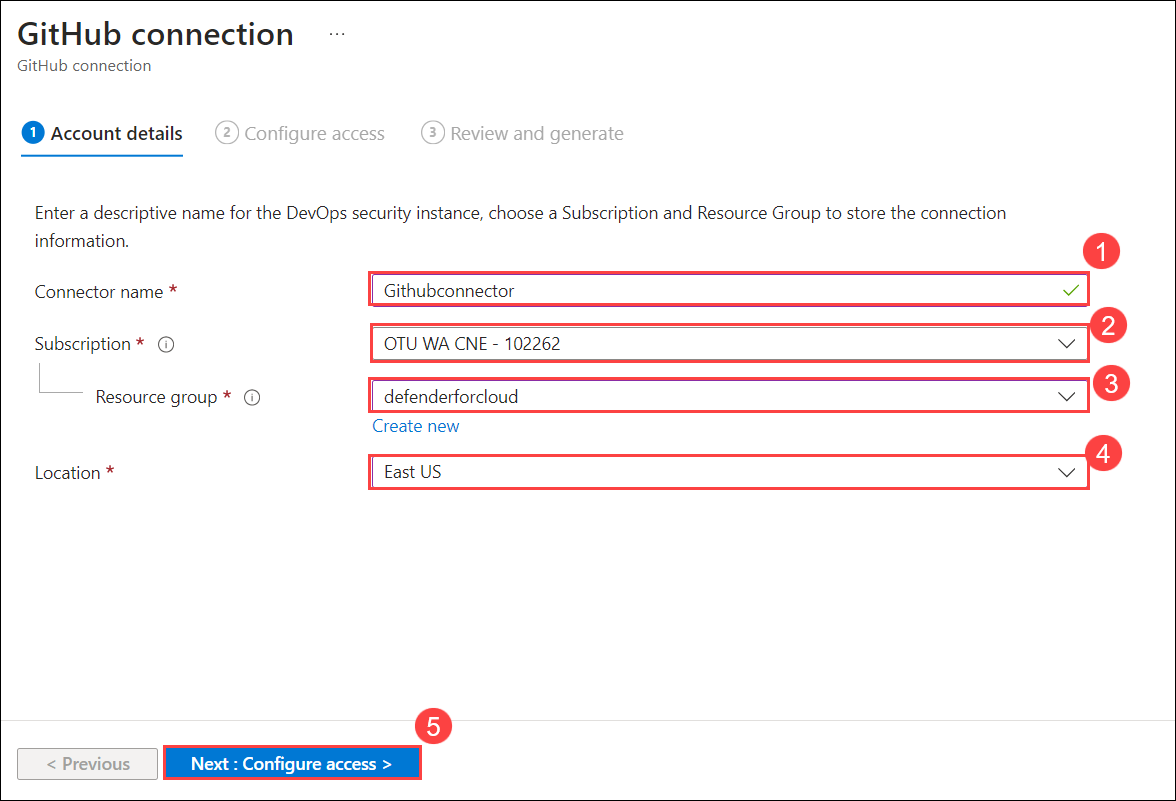 GitHub connection ...
GitHub connection
1 Account details 2 Configure access 3 Review and generate
Enter a descriptive name for the DevOps security instance, choose a Subscription and Resource Group to store the connection
information.
1
Connector name * Githubconnector
2
Subscription * OTU WA CNE - 102262
3
Resource group * defenderforcloud
Create new
4
Location * East US
5
< Previous Next : Configure access >